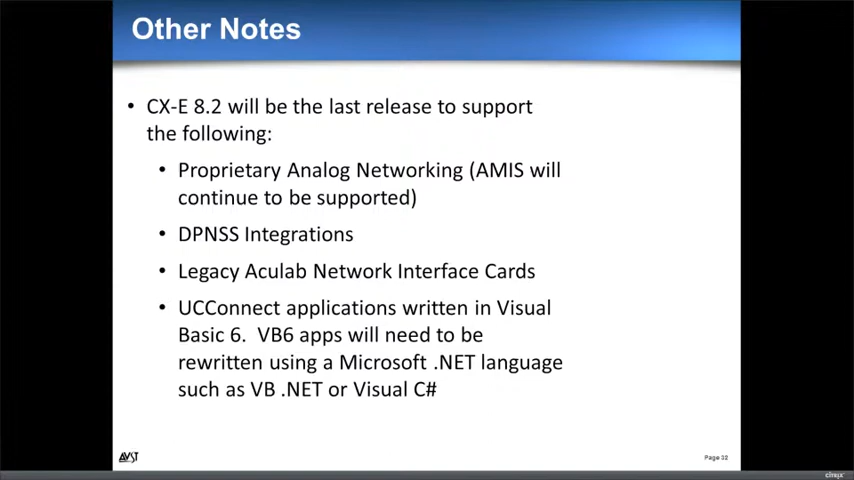 Other Notes
• CX-E 8.2 will be the last release to support
the following:
• Proprietary Analog Networking (AMIS will
continue to be supported)
• DPNSS Integrations
• Legacy Aculab Network Interface Cards
• UCConnect applications written in Visual
Basic 6.  VB6 apps will need to be
rewritten using a Microsoft .NET language
such as VB .NET or Visual C#
AVST
Page 32
citrix